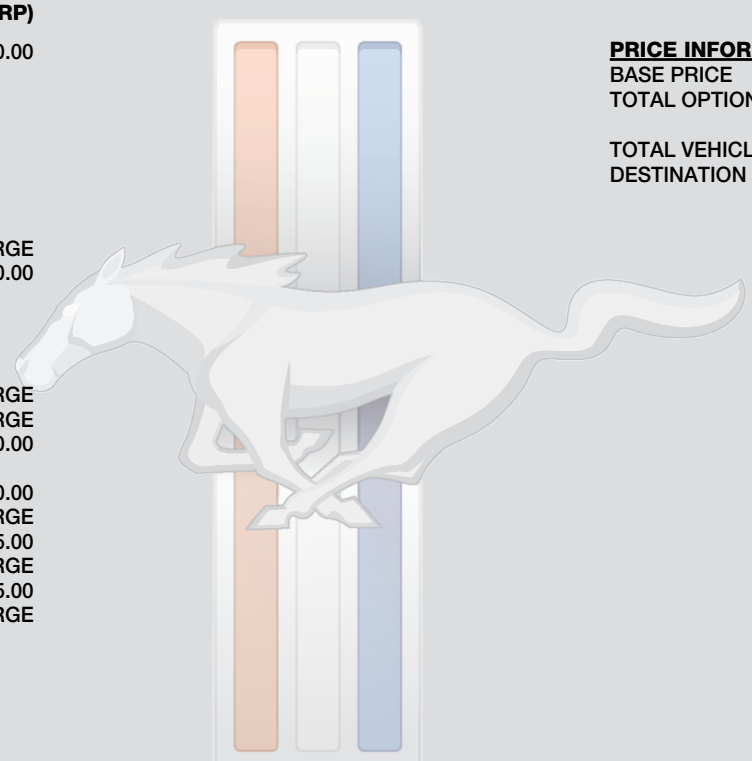 RP)
0.00
RGE
0.00
RGE
RGE
0.00
0.00
RGE
5.00
RGE
5.00
RGE
PRICE INFOR
BASE PRICE
TOTAL OPTION
TOTAL VEHICL
DESTINATION